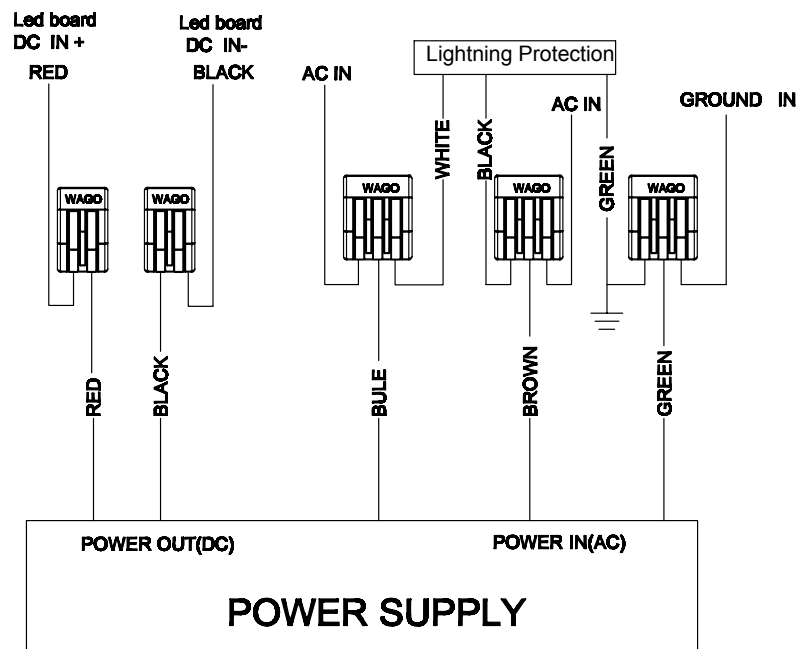 Led board
DC IN +
RED
Led board
DC IN-
BLACK
AC IN
Lightning Protection
AC IN
GROUND IN
WHITE
BLACK
GREEN
WAGO
WAGO
WAGO
WAGO
WAGO
RED
BLACK
BULE
BROWN
GREEN
POWER OUT(DC)
POWER IN(AC)
POWER SUPPLY